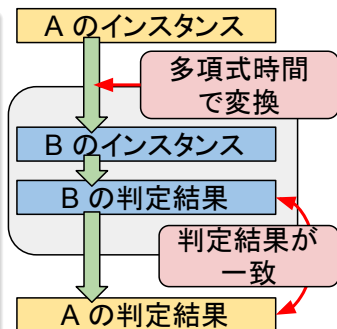 A のインスタンス
多項式時間
で変換
B のインスタンス
B の判定結果
判定結果が
一致
A の判定結果